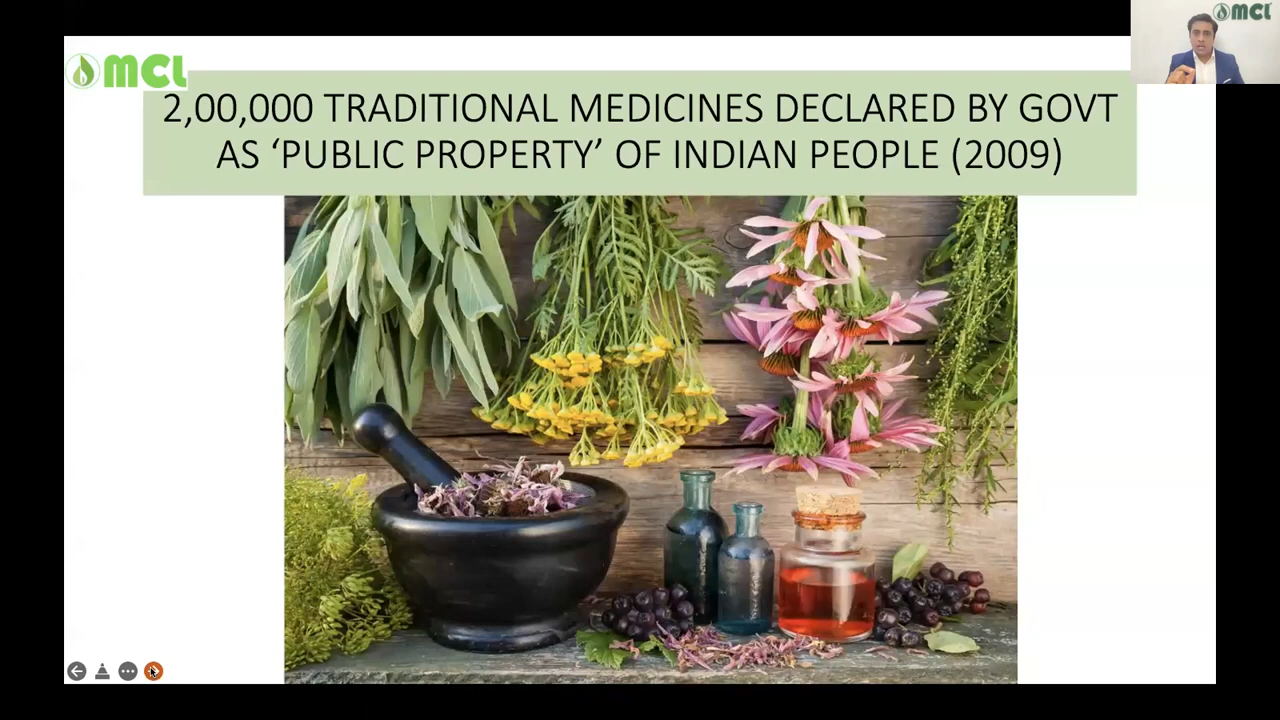 MCL
MCL
2,00,000 TRADITIONAL MEDICINES DECLARED BY GOVT
AS ‘PUBLIC PROPERTY’ OF INDIAN PEOPLE (2009)